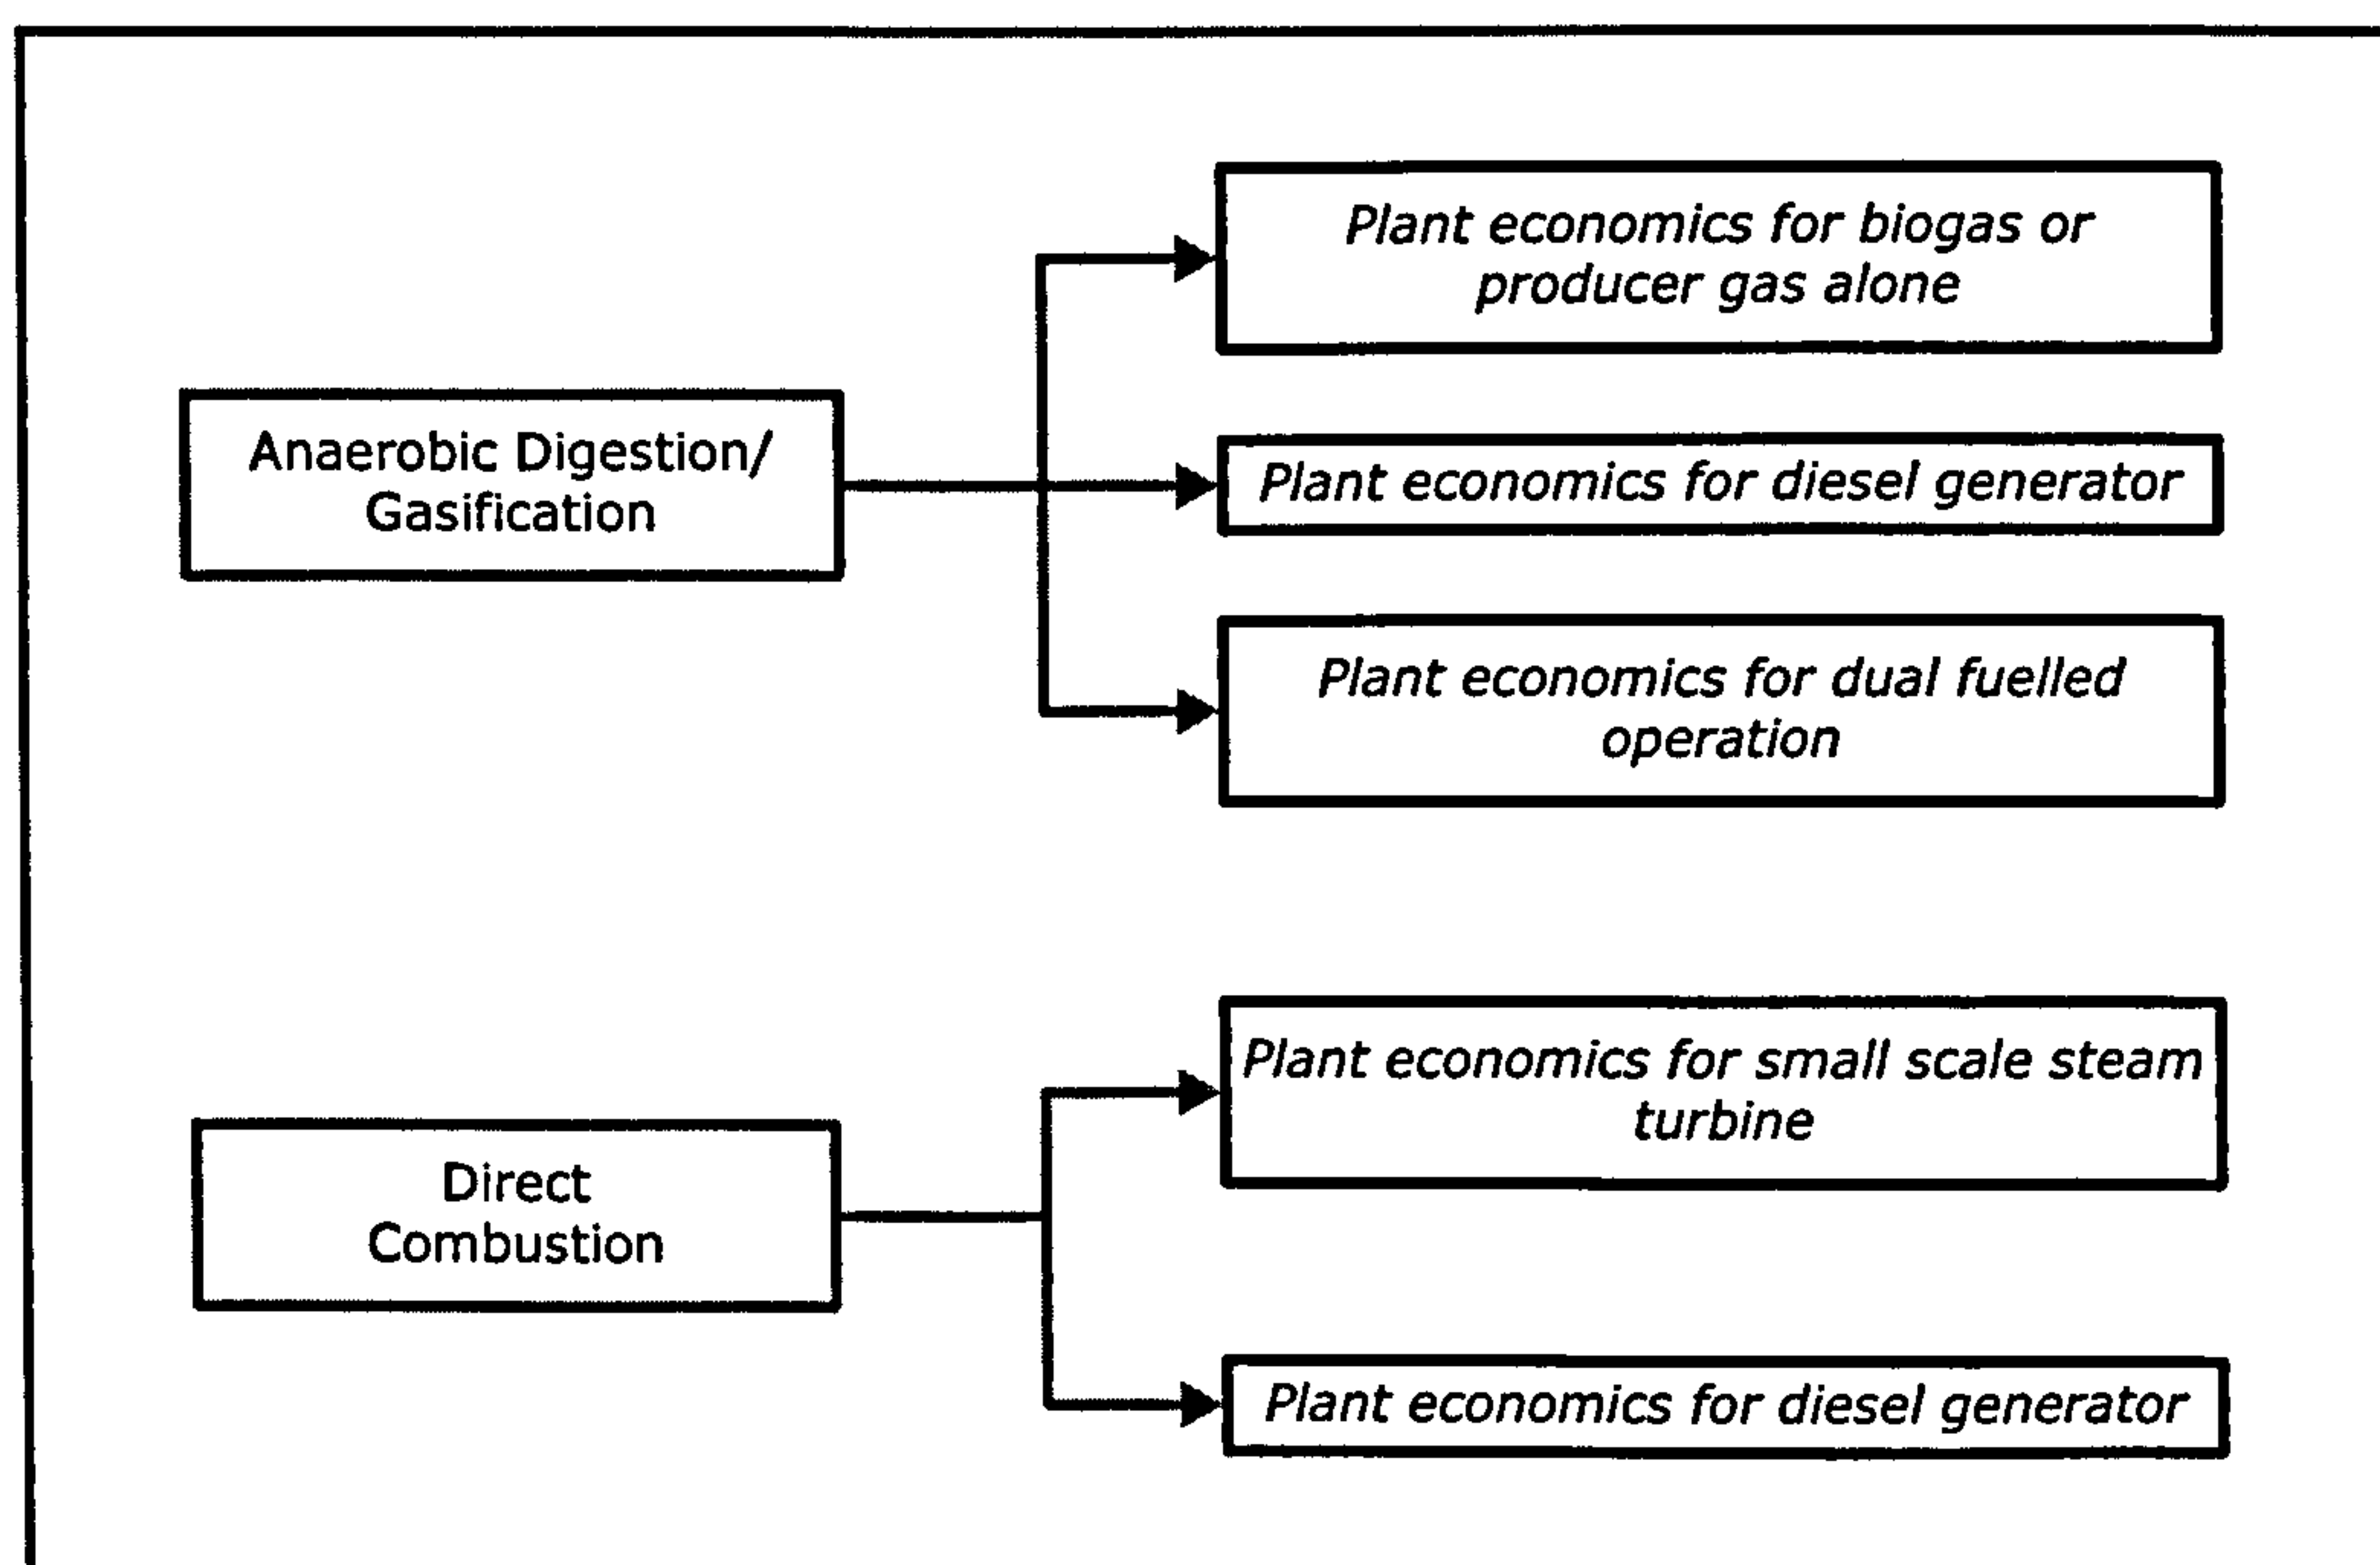 Plant economics for biogas or
producer gas alone
Anaerobic Digestion/
Gasification
Plant economics for diesel generator
Plant economics for dual fuelled
operation
Plant economics for small scale steam
turbine
Direct
Combustion
Plant economics for diesel generator